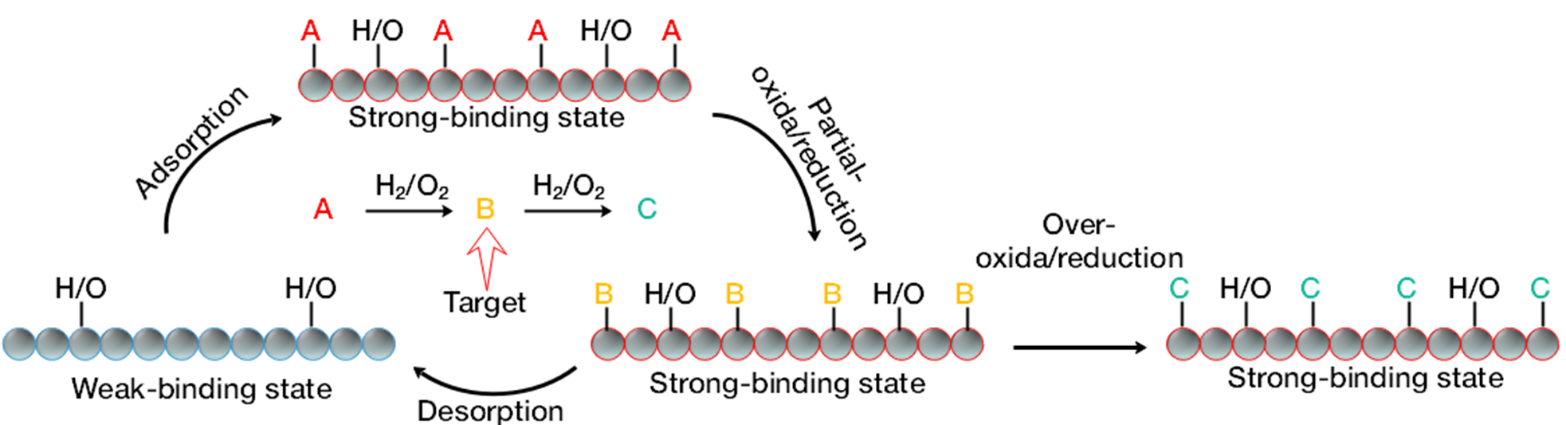 A H/O A A H/O A
Strong-binding state
Adsorption
Partial-
oxida/reduction
H₂/O₂ H₂/O₂
A B C
Target
H/O H/O
Weak-binding state
Desorption
B H/O B B H/O B
Strong-binding state
Over-
oxida/reduction
C H/O C C H/O C
Strong-binding state